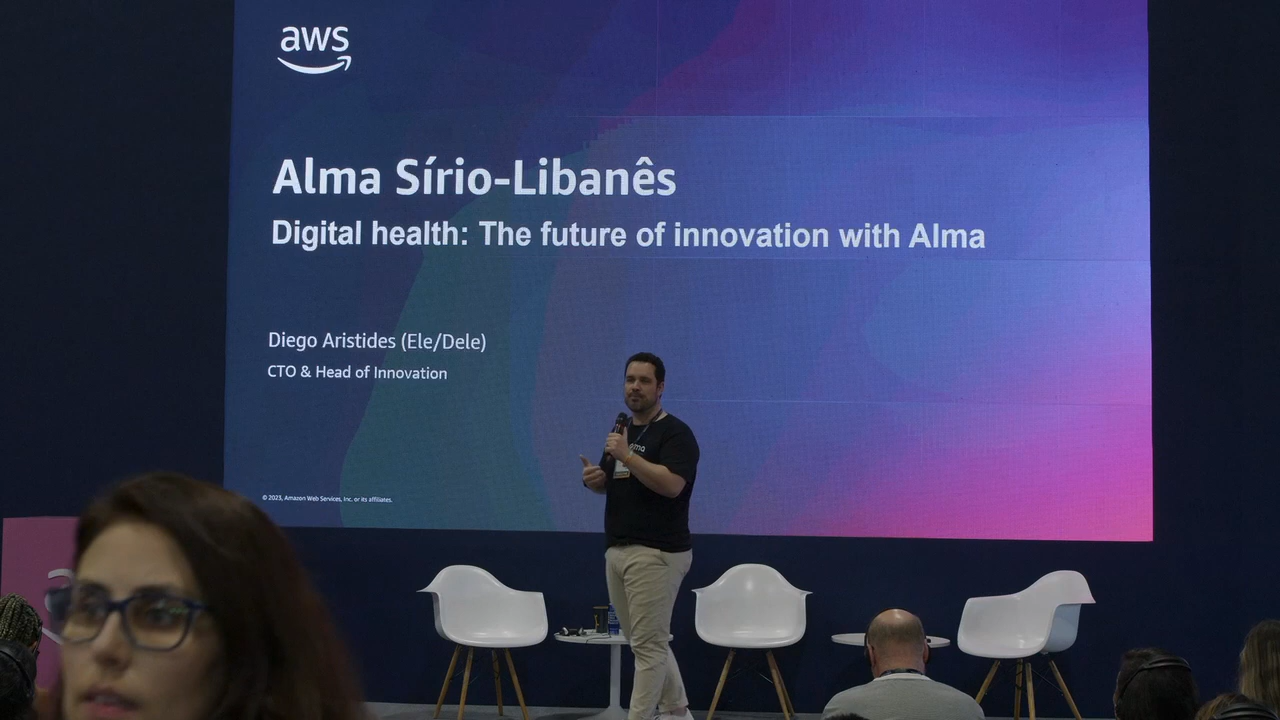 aws
Alma Sírio-Libanês
Digital health: The future of innovation with Alma
Diego Aristides (Ele/Dele)
CTO & Head of Innovation
© 2023, Amazon Web Services, Inc. or its affiliates.